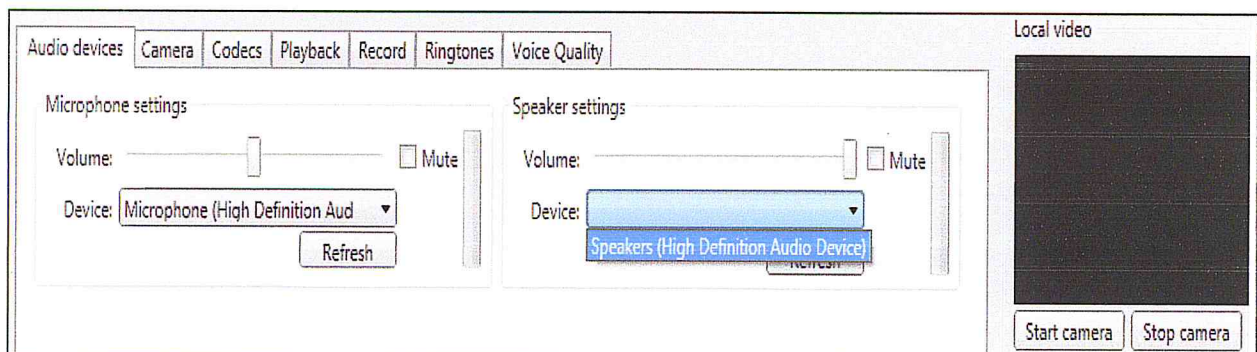 Audio devices Camera Codecs Playback Record Ringtones Voice Quality
Local video
Microphone settings
Volume: Mute
Device: Microphone (High Definition Aud
Refresh
Speaker settings
Volume: Mute
Device:
Speakers (High Definition Audio Device)
Refresh
Start camera Stop camera